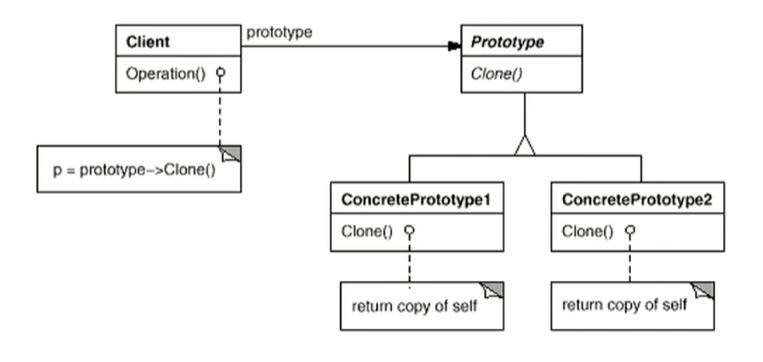 Client
prototype
Prototype
Operation()
Clone()
p = prototype->Clone()
ConcretePrototype1
ConcretePrototype2
Clone()
Clone()
return copy of self
return copy of self